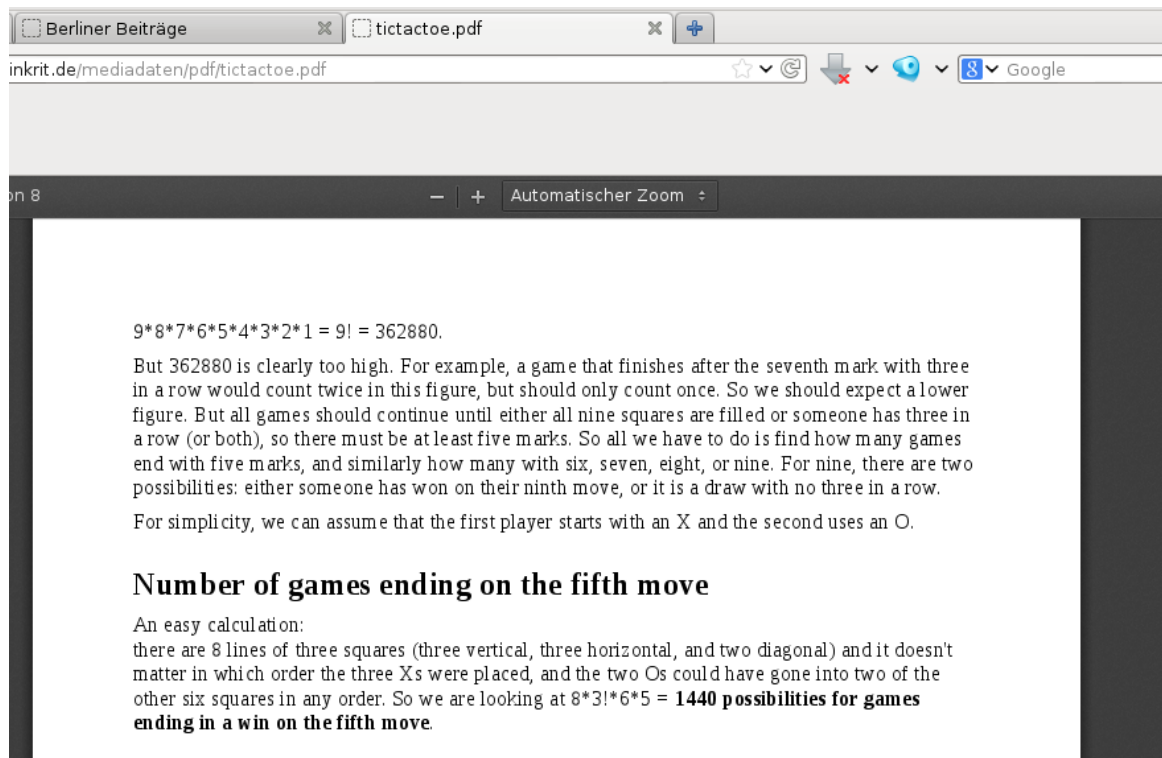 Berliner Beiträge
tictactoe.pdf
inkrit.de/mediadaten/pdf/tictactoe.pdf
Google
on 8
Automatischer Zoom
9*8*7*6*5*4*3*2*1 = 9! = 362880.
But 362880 is clearly too high. For example, a game that finishes after the seventh mark with three
in a row would count twice in this figure, but should only count once. So we should expect a lower
figure. But all games should continue until either all nine squares are filled or someone has three in
a row (or both), so there must be at least five marks. So all we have to do is find how many games
end with five marks, and similarly how many with six, seven, eight, or nine. For nine, there are two
possibilities: either someone has won on their ninth move, or it is a draw with no three in a row.
For simplicity, we can assume that the first player starts with an X and the second uses an O.
Number of games ending on the fifth move
An easy calculation:
there are 8 lines of three squares (three vertical, three horizontal, and two diagonal) and it doesn't
matter in which order the three Xs were placed, and the two Os could have gone into two of the
other six squares in any order. So we are looking at 8*3!*6*5 = 1440 possibilities for games
ending in a win on the fifth move.